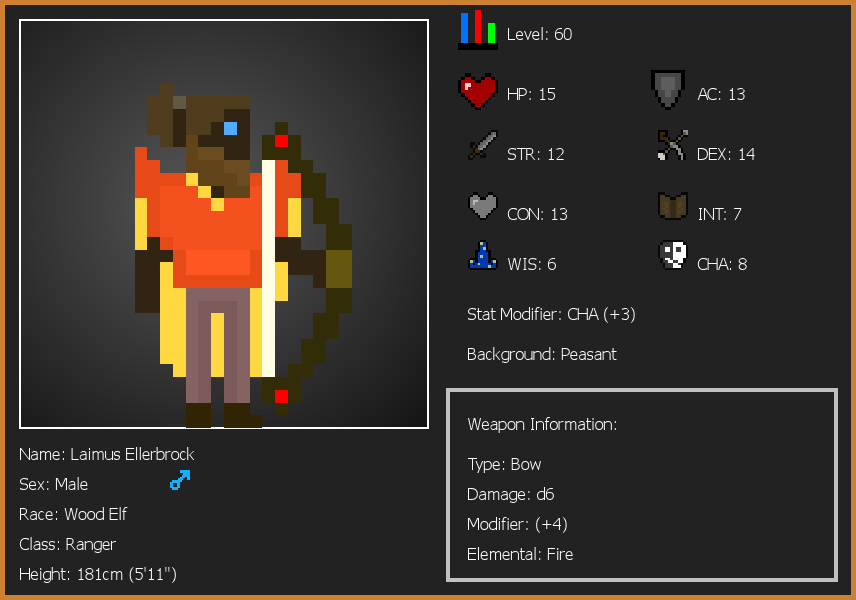 Level: 60
HP: 15
AC: 13
STR: 12
DEX: 14
CON: 13
INT: 7
WIS: 6
CHA: 8
Stat Modifier: CHA (+3)
Background: Peasant
Weapon Information:
Type: Bow
Damage: d6
Modifier: (+4)
Elemental: Fire
Name: Laimus Ellerbrock
Sex: Male
Race: Wood Elf
Class: Ranger
Height: 181cm (5'11")